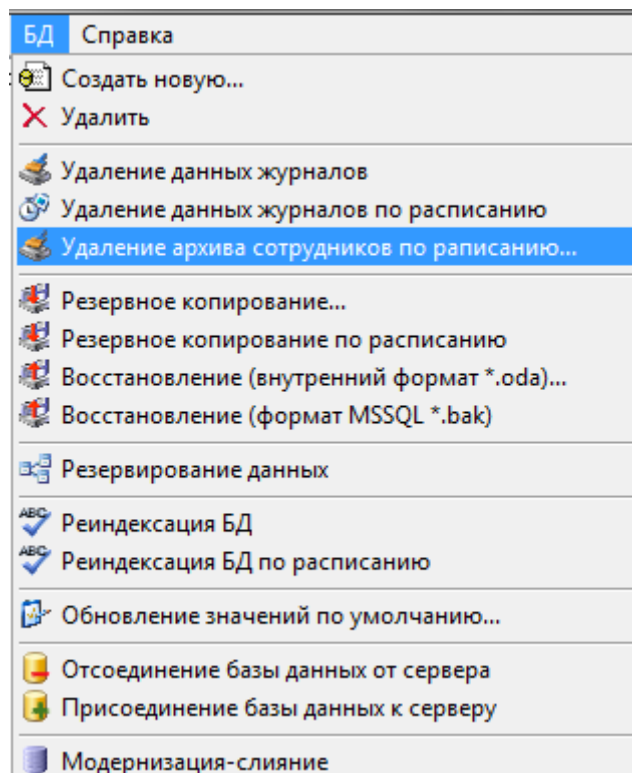 БД Справка
Создать новую...
Удалить
Удаление данных журналов
Удаление данных журналов по расписанию
Удаление архива сотрудников по раписанию...
Резервное копирование...
Резервное копирование по расписанию
Восстановление (внутренний формат *.oda)...
Восстановление (формат MSSQL *.bak)
Резервирование данных
Реиндексация БД
Реиндексация БД по расписанию
Обновление значений по умолчанию...
Отсоединение базы данных от сервера
Присоединение базы данных к серверу
Модернизация-слияние